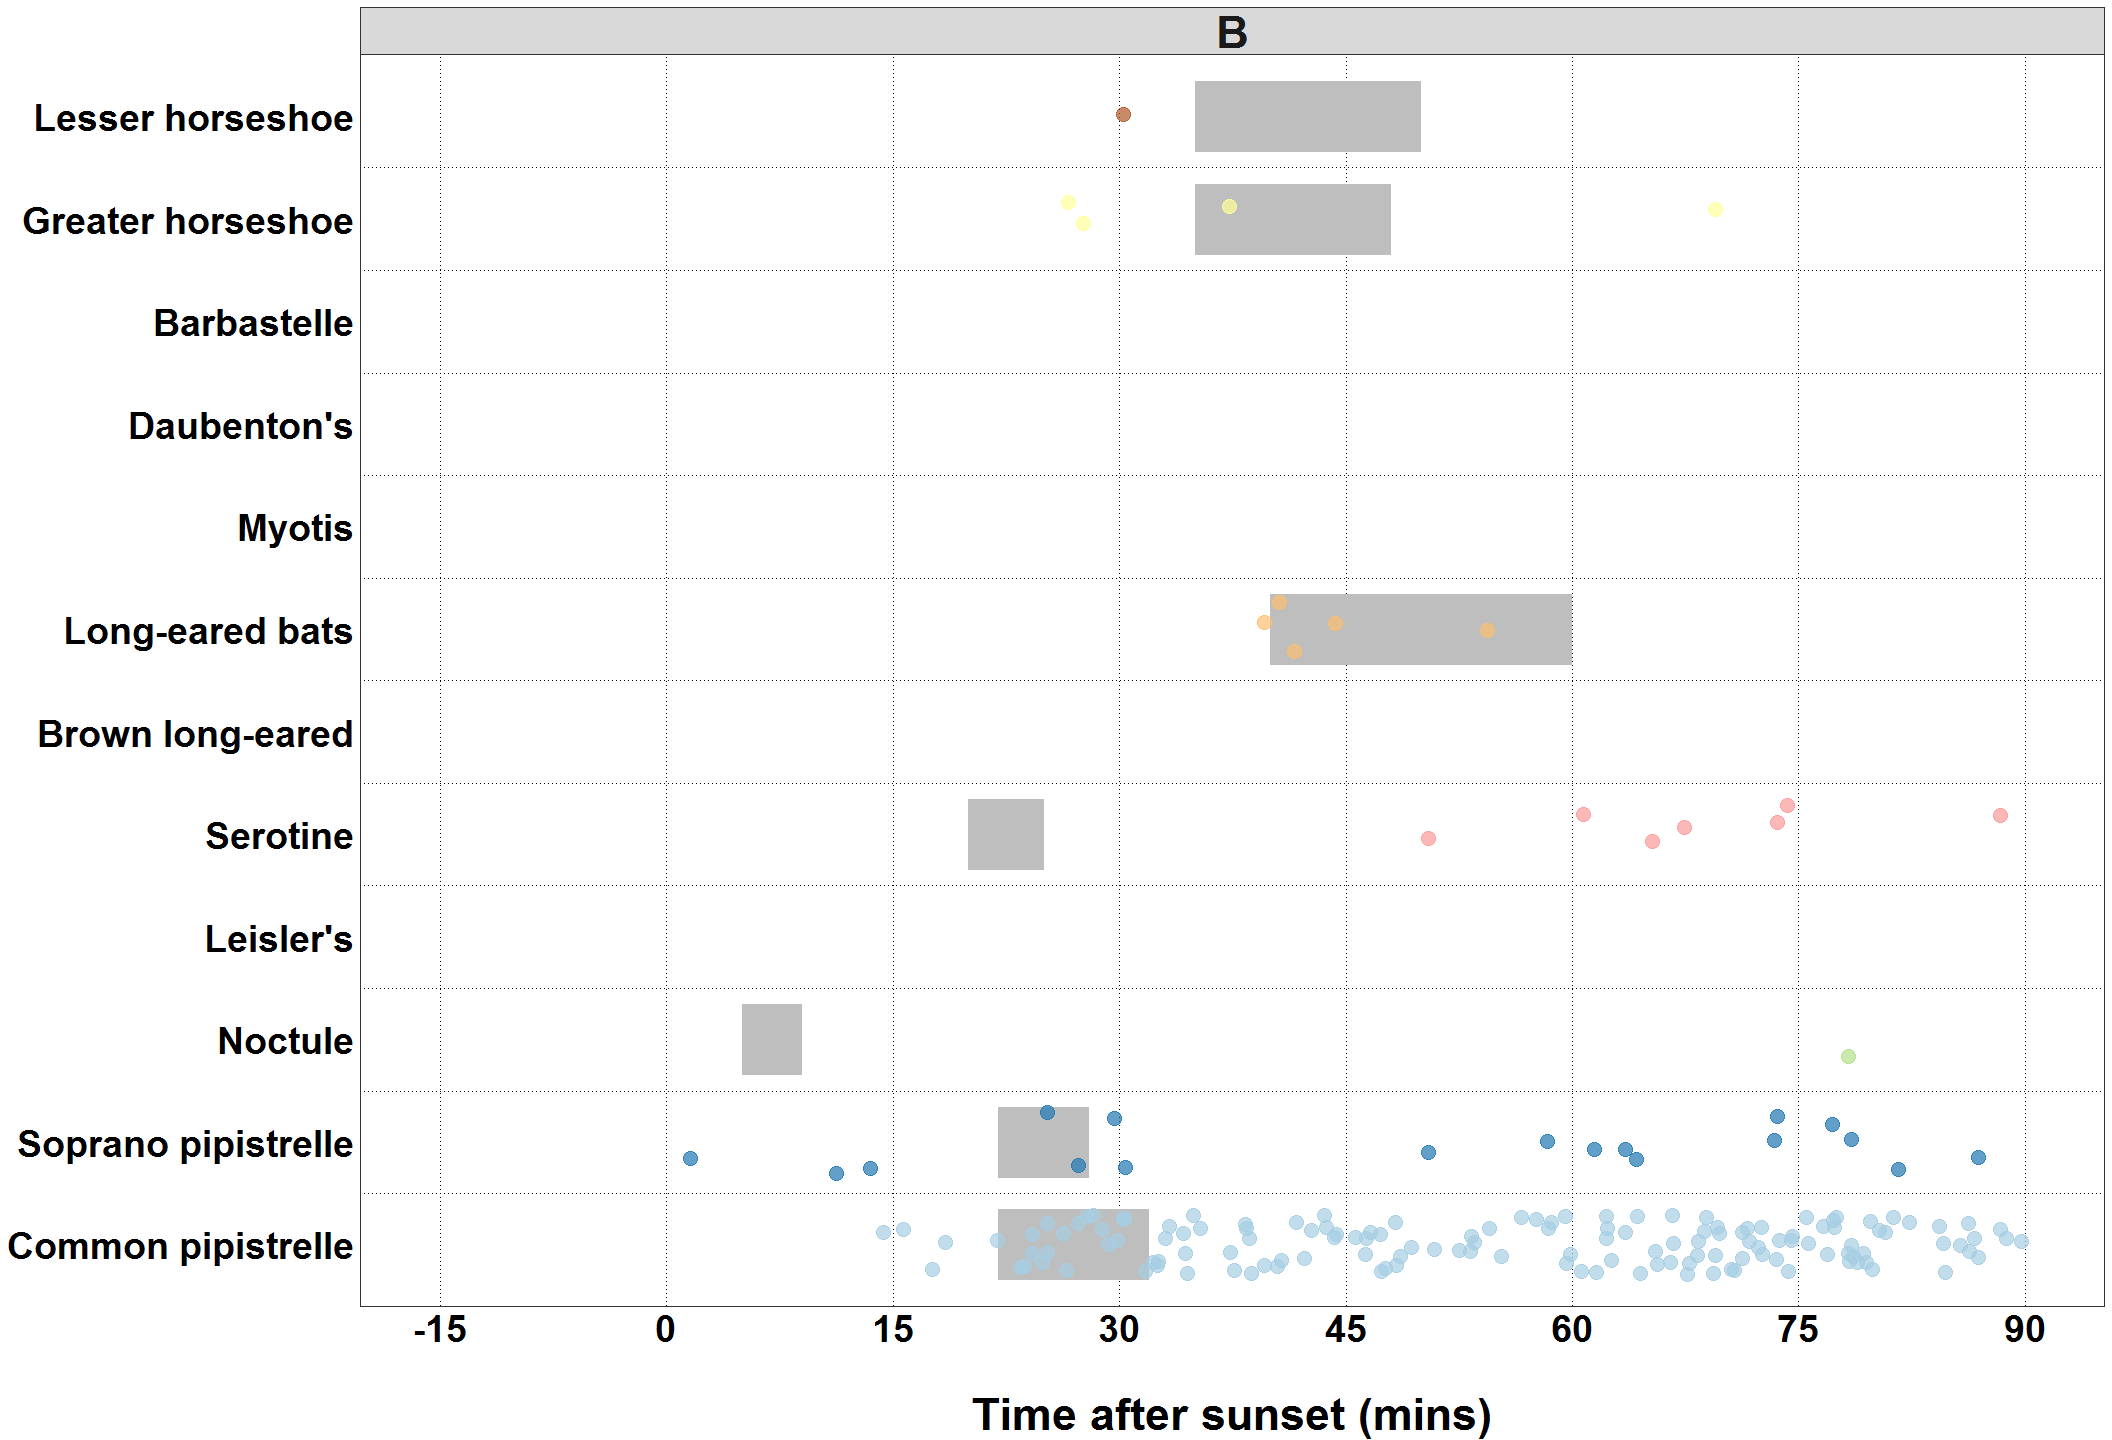 B
Lesser horseshoe
Greater horseshoe
Barbastelle
Daubenton's
Myotis
Long-eared bats
Brown long-eared
Serotine
Leisler's
Noctule
Soprano pipistrelle
Common pipistrelle
-15 0 15 30 45 60 75 90
Time after sunset (mins)